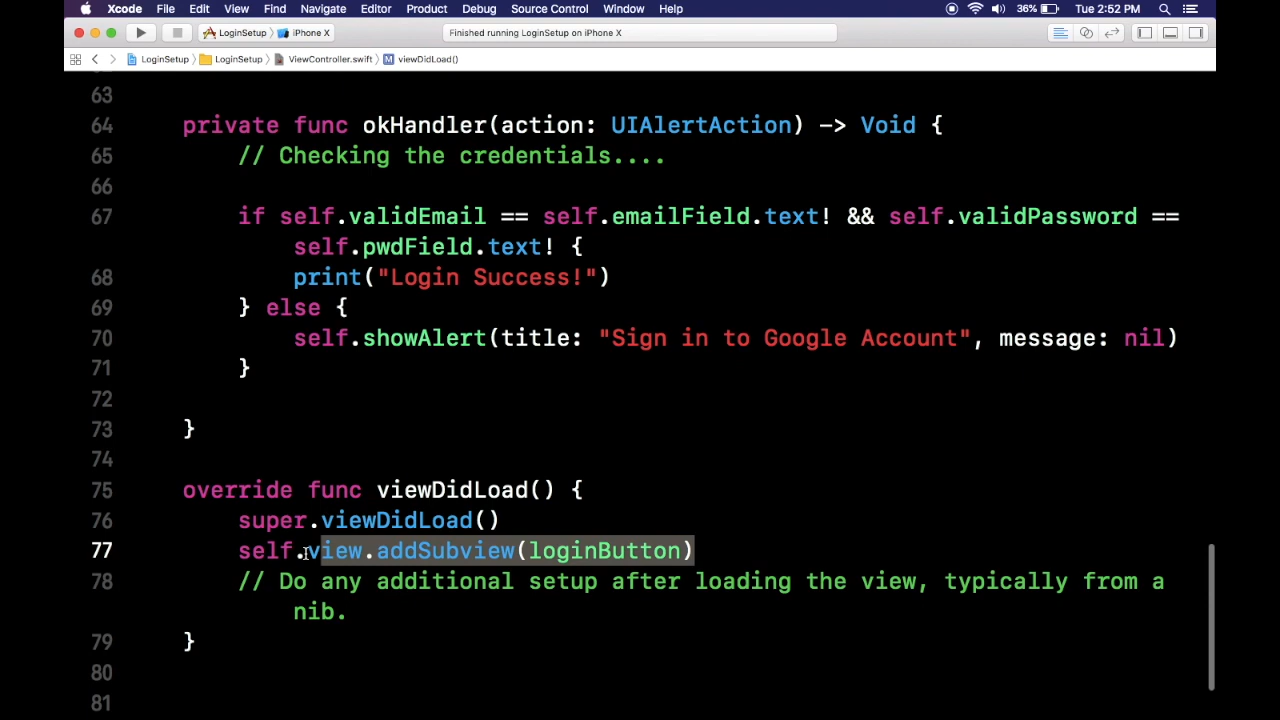 Xcode File Edit View Find Navigate Editor Product Debug Source Control Window Help 36% Tue 2:52 PM
LoginSetup iPhone X Finished running LoginSetup on iPhone X
LoginSetup LoginSetup ViewController.swift M viewDidLoad()
63
64 private func okHandler(action: UIAlertAction) -> Void {
65 // Checking the credentials....
66
67 if self.validEmail == self.emailField.text! && self.validPassword ==
self.pwdField.text! {
68 print("Login Success!")
69 } else {
70 self.showAlert(title: "Sign in to Google Account", message: nil)
71 }
72
73 }
74
75 override func viewDidLoad() {
76 super.viewDidLoad()
77 self.view.addSubview(loginButton)
78 // Do any additional setup after loading the view, typically from a
nib.
79 }
80
81